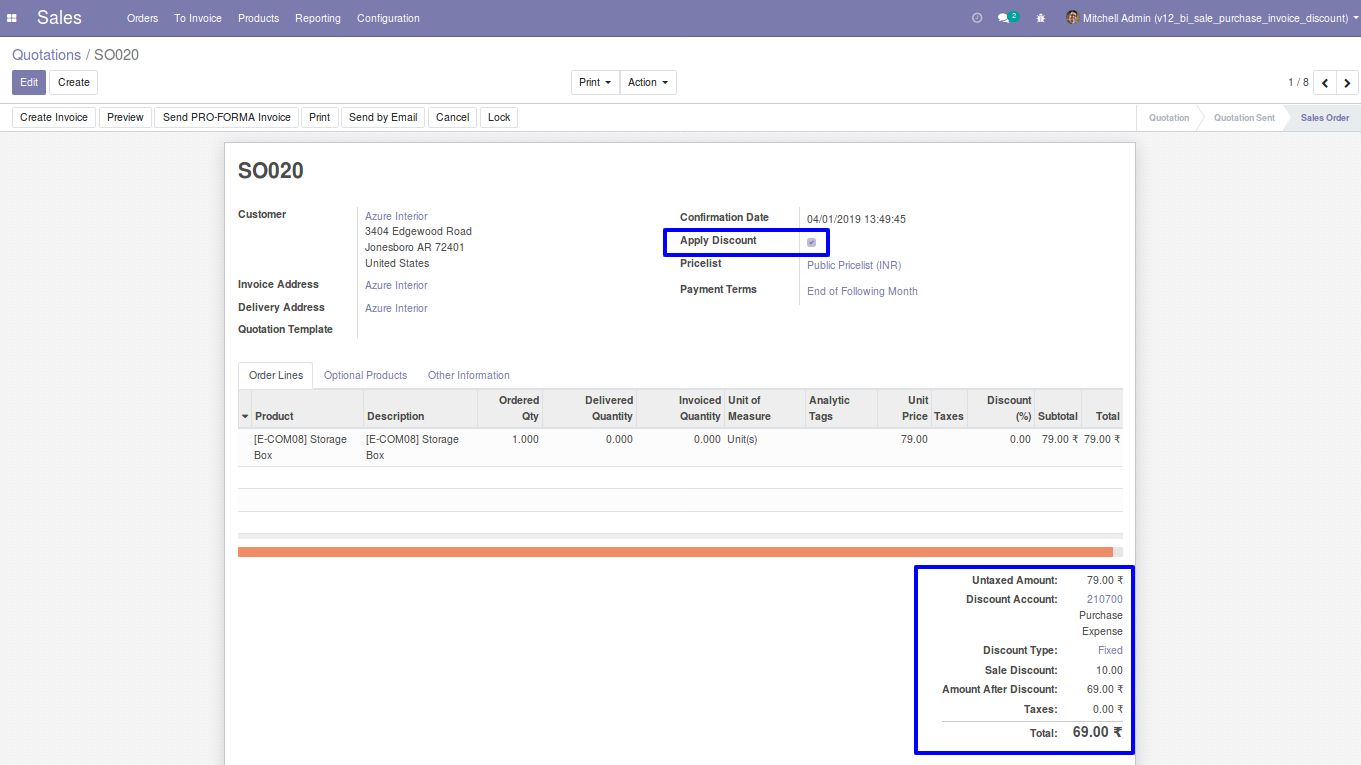 Sales Orders To Invoice Products Reporting Configuration 2 Mitchell Admin (v12_bi_sale_purchase_invoice_discount)
Quotations / SO020
Edit Create Print Action 1 / 8
Create Invoice Preview Send PRO-FORMA Invoice Print Send by Email Cancel Lock Quotation Quotation Sent Sales Order
SO020
Customer Azure Interior
3404 Edgewood Road
Jonesboro AR 72401
United States
Invoice Address Azure Interior
Delivery Address Azure Interior
Quotation Template
Confirmation Date 04/01/2019 13:49:45
Apply Discount
Pricelist Public Pricelist (INR)
Payment Terms End of Following Month
Order Lines Optional Products Other Information
Product Description Ordered Qty Delivered Quantity Invoiced Quantity Unit of Measure Analytic Tags Unit Price Taxes Discount (%) Subtotal Total
[E-COM08] Storage Box [E-COM08] Storage Box 1.000 0.000 0.000 Unit(s) 79.00 0.00 79.00 ₹ 79.00 ₹
Untaxed Amount: 79.00 ₹
Discount Account: 210700
Purchase
Expense
Discount Type: Fixed
Sale Discount: 10.00
Amount After Discount: 69.00 ₹
Taxes: 0.00 ₹
Total: 69.00 ₹